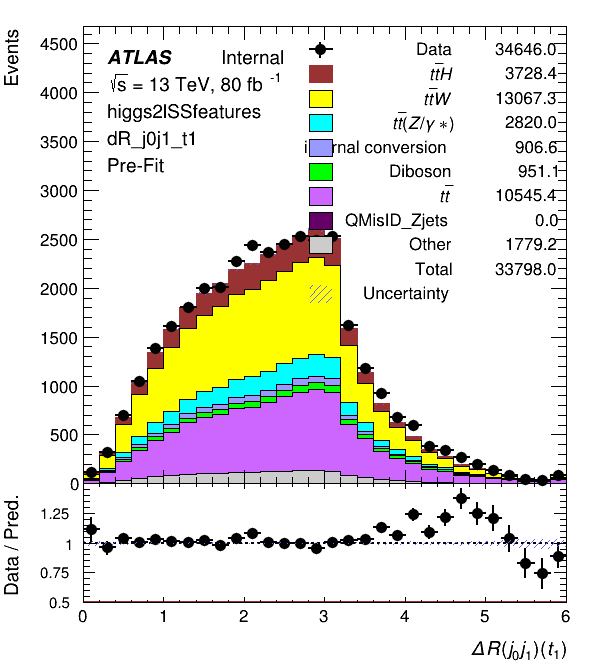 Events
4500
4000
3500
3000
2500
2000
1500
1000
500
0
ATLAS Internal
√s = 13 TeV, 80 fb⁻¹
higgs2lSSfeatures
dR_j0j1_t1
Pre-Fit
Data 34646.0
tt̄H 3728.4
tt̄W 13067.3
tt̄(Z/γ*) 2820.0
internal conversion 906.6
Diboson 951.1
tt̄ 10545.4
QMisID_Zjets 0.0
Other 1779.2
Total 33798.0
Uncertainty
Data / Pred.
1.25
1
0.75
0.5
0 1 2 3 4 5 6
ΔR(j₀j₁)(t₁)